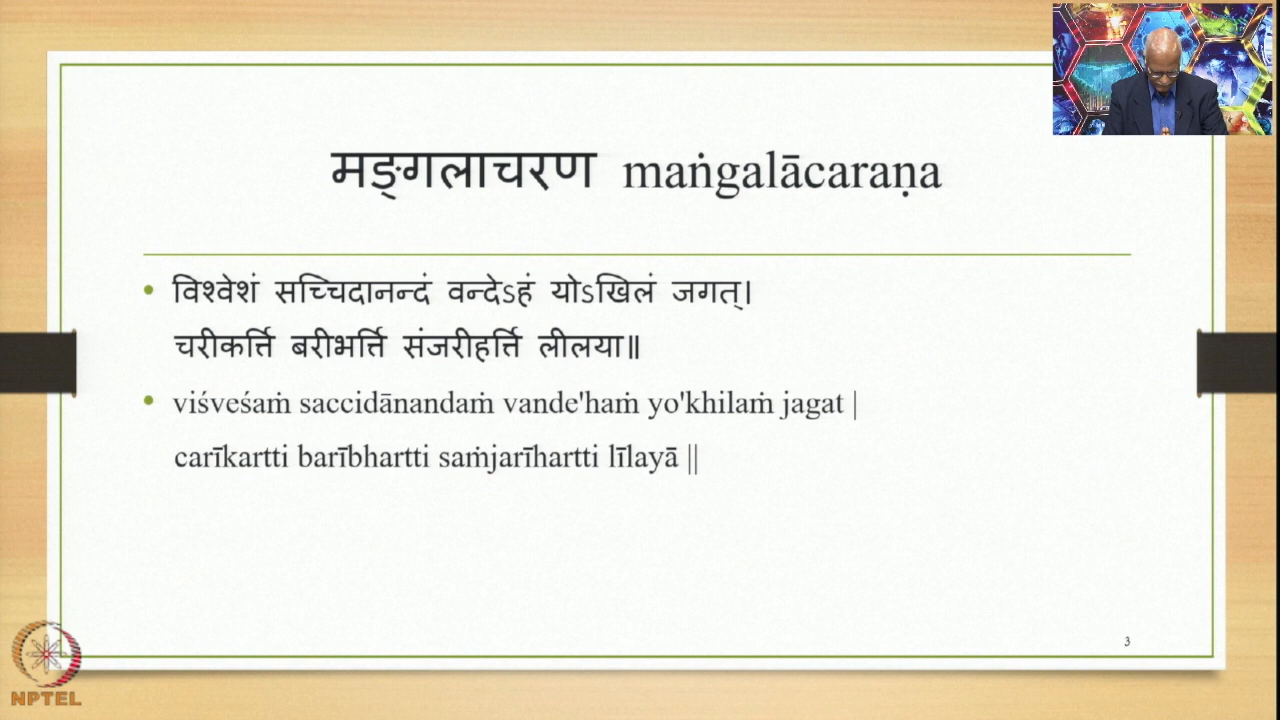 मङ्गलाचरण maṅgalācaraṇa
• विश्वेशं सच्चिदानन्दं वन्देऽहं योऽखिलं जगत्।
चरीकर्त्ति बरीभर्त्ति संजरीहर्त्ति लीलया॥
• viśveśaṁ saccidānandaṁ vande'haṁ yo'khilaṁ jagat |
carīkartti barībhartti saṁjarīhartti līlayā ||
3
NPTEL